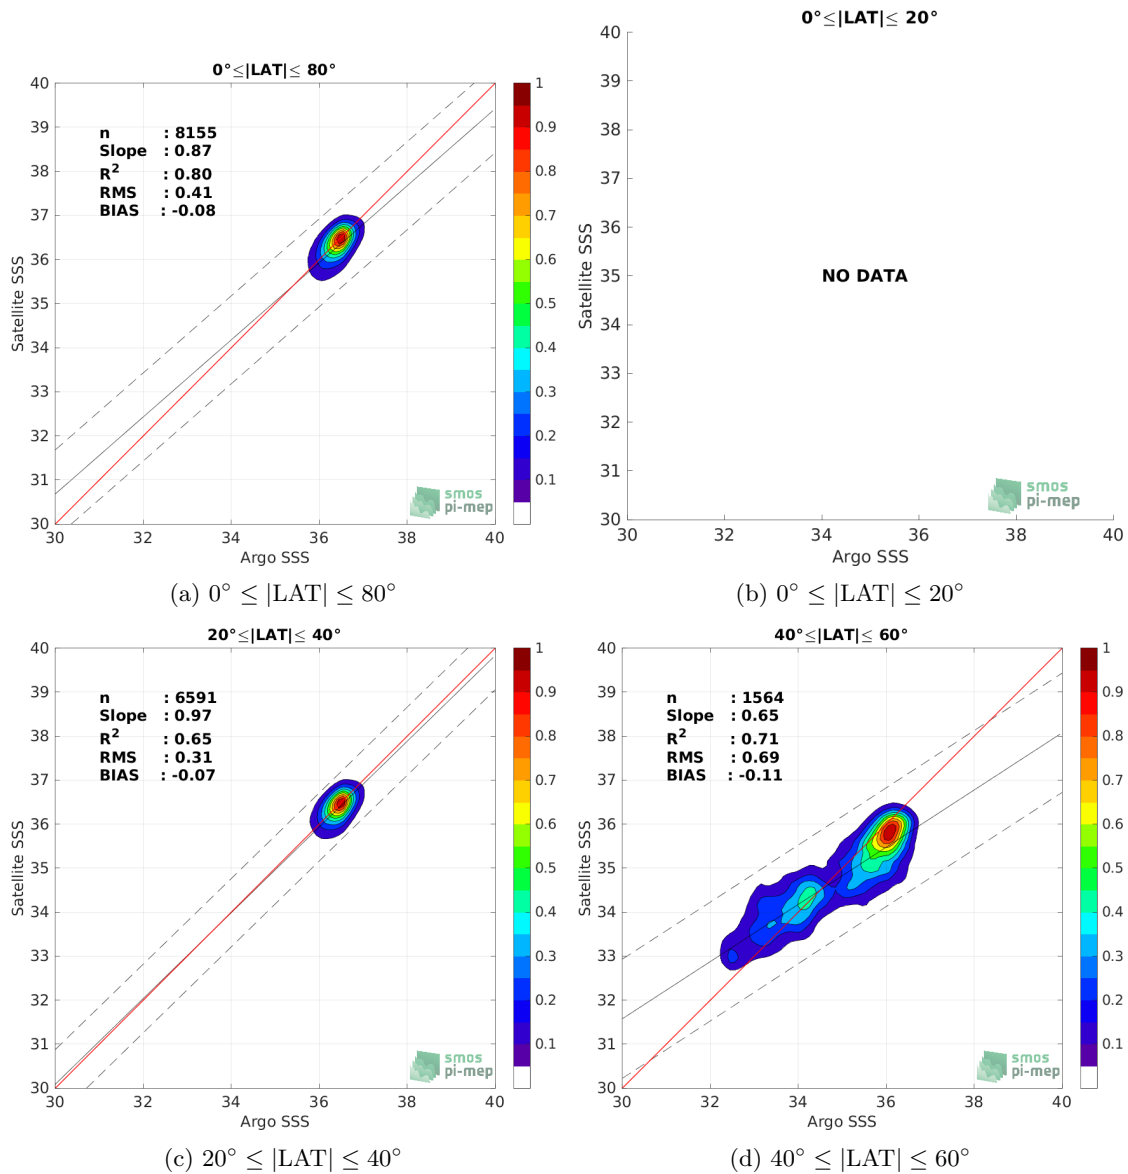 0°≤|LAT|≤ 80°
n : 8155
Slope : 0.87
R² : 0.80
RMS : 0.41
BIAS : -0.08
40
39
38
37
36
35
34
33
32
31
30
30 32 34 36 38 40
Satellite SSS
Argo SSS
1
0.9
0.8
0.7
0.6
0.5
0.4
0.3
0.2
0.1
smos
pi-mep
(a) 0° ≤ |LAT| ≤ 80°
0°≤|LAT|≤ 20°
40
39
38
37
36
35
34
33
32
31
30
30 32 34 36 38 40
Satellite SSS
Argo SSS
NO DATA
smos
pi-mep
(b) 0° ≤ |LAT| ≤ 20°
20°≤|LAT|≤ 40°
n : 6591
Slope : 0.97
R² : 0.65
RMS : 0.31
BIAS : -0.07
40
39
38
37
36
35
34
33
32
31
30
30 32 34 36 38 40
Satellite SSS
Argo SSS
1
0.9
0.8
0.7
0.6
0.5
0.4
0.3
0.2
0.1
smos
pi-mep
(c) 20° ≤ |LAT| ≤ 40°
40°≤|LAT|≤ 60°
n : 1564
Slope : 0.65
R² : 0.71
RMS : 0.69
BIAS : -0.11
40
39
38
37
36
35
34
33
32
31
30
30 32 34 36 38 40
Satellite SSS
Argo SSS
1
0.9
0.8
0.7
0.6
0.5
0.4
0.3
0.2
0.1
smos
pi-mep
(d) 40° ≤ |LAT| ≤ 60°